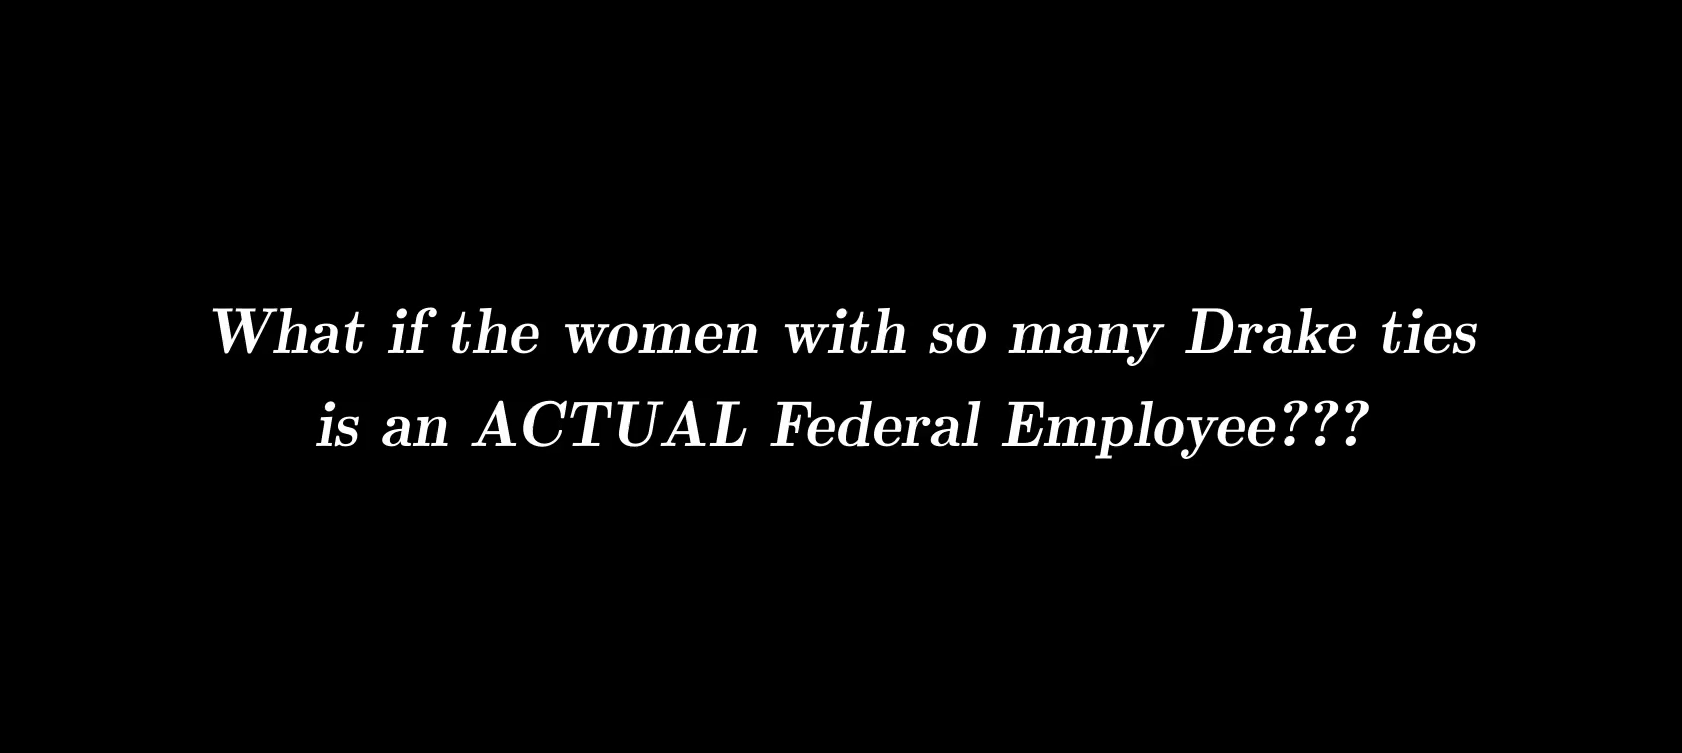 What if the women with so many Drake ties
is an ACTUAL Federal Employee???